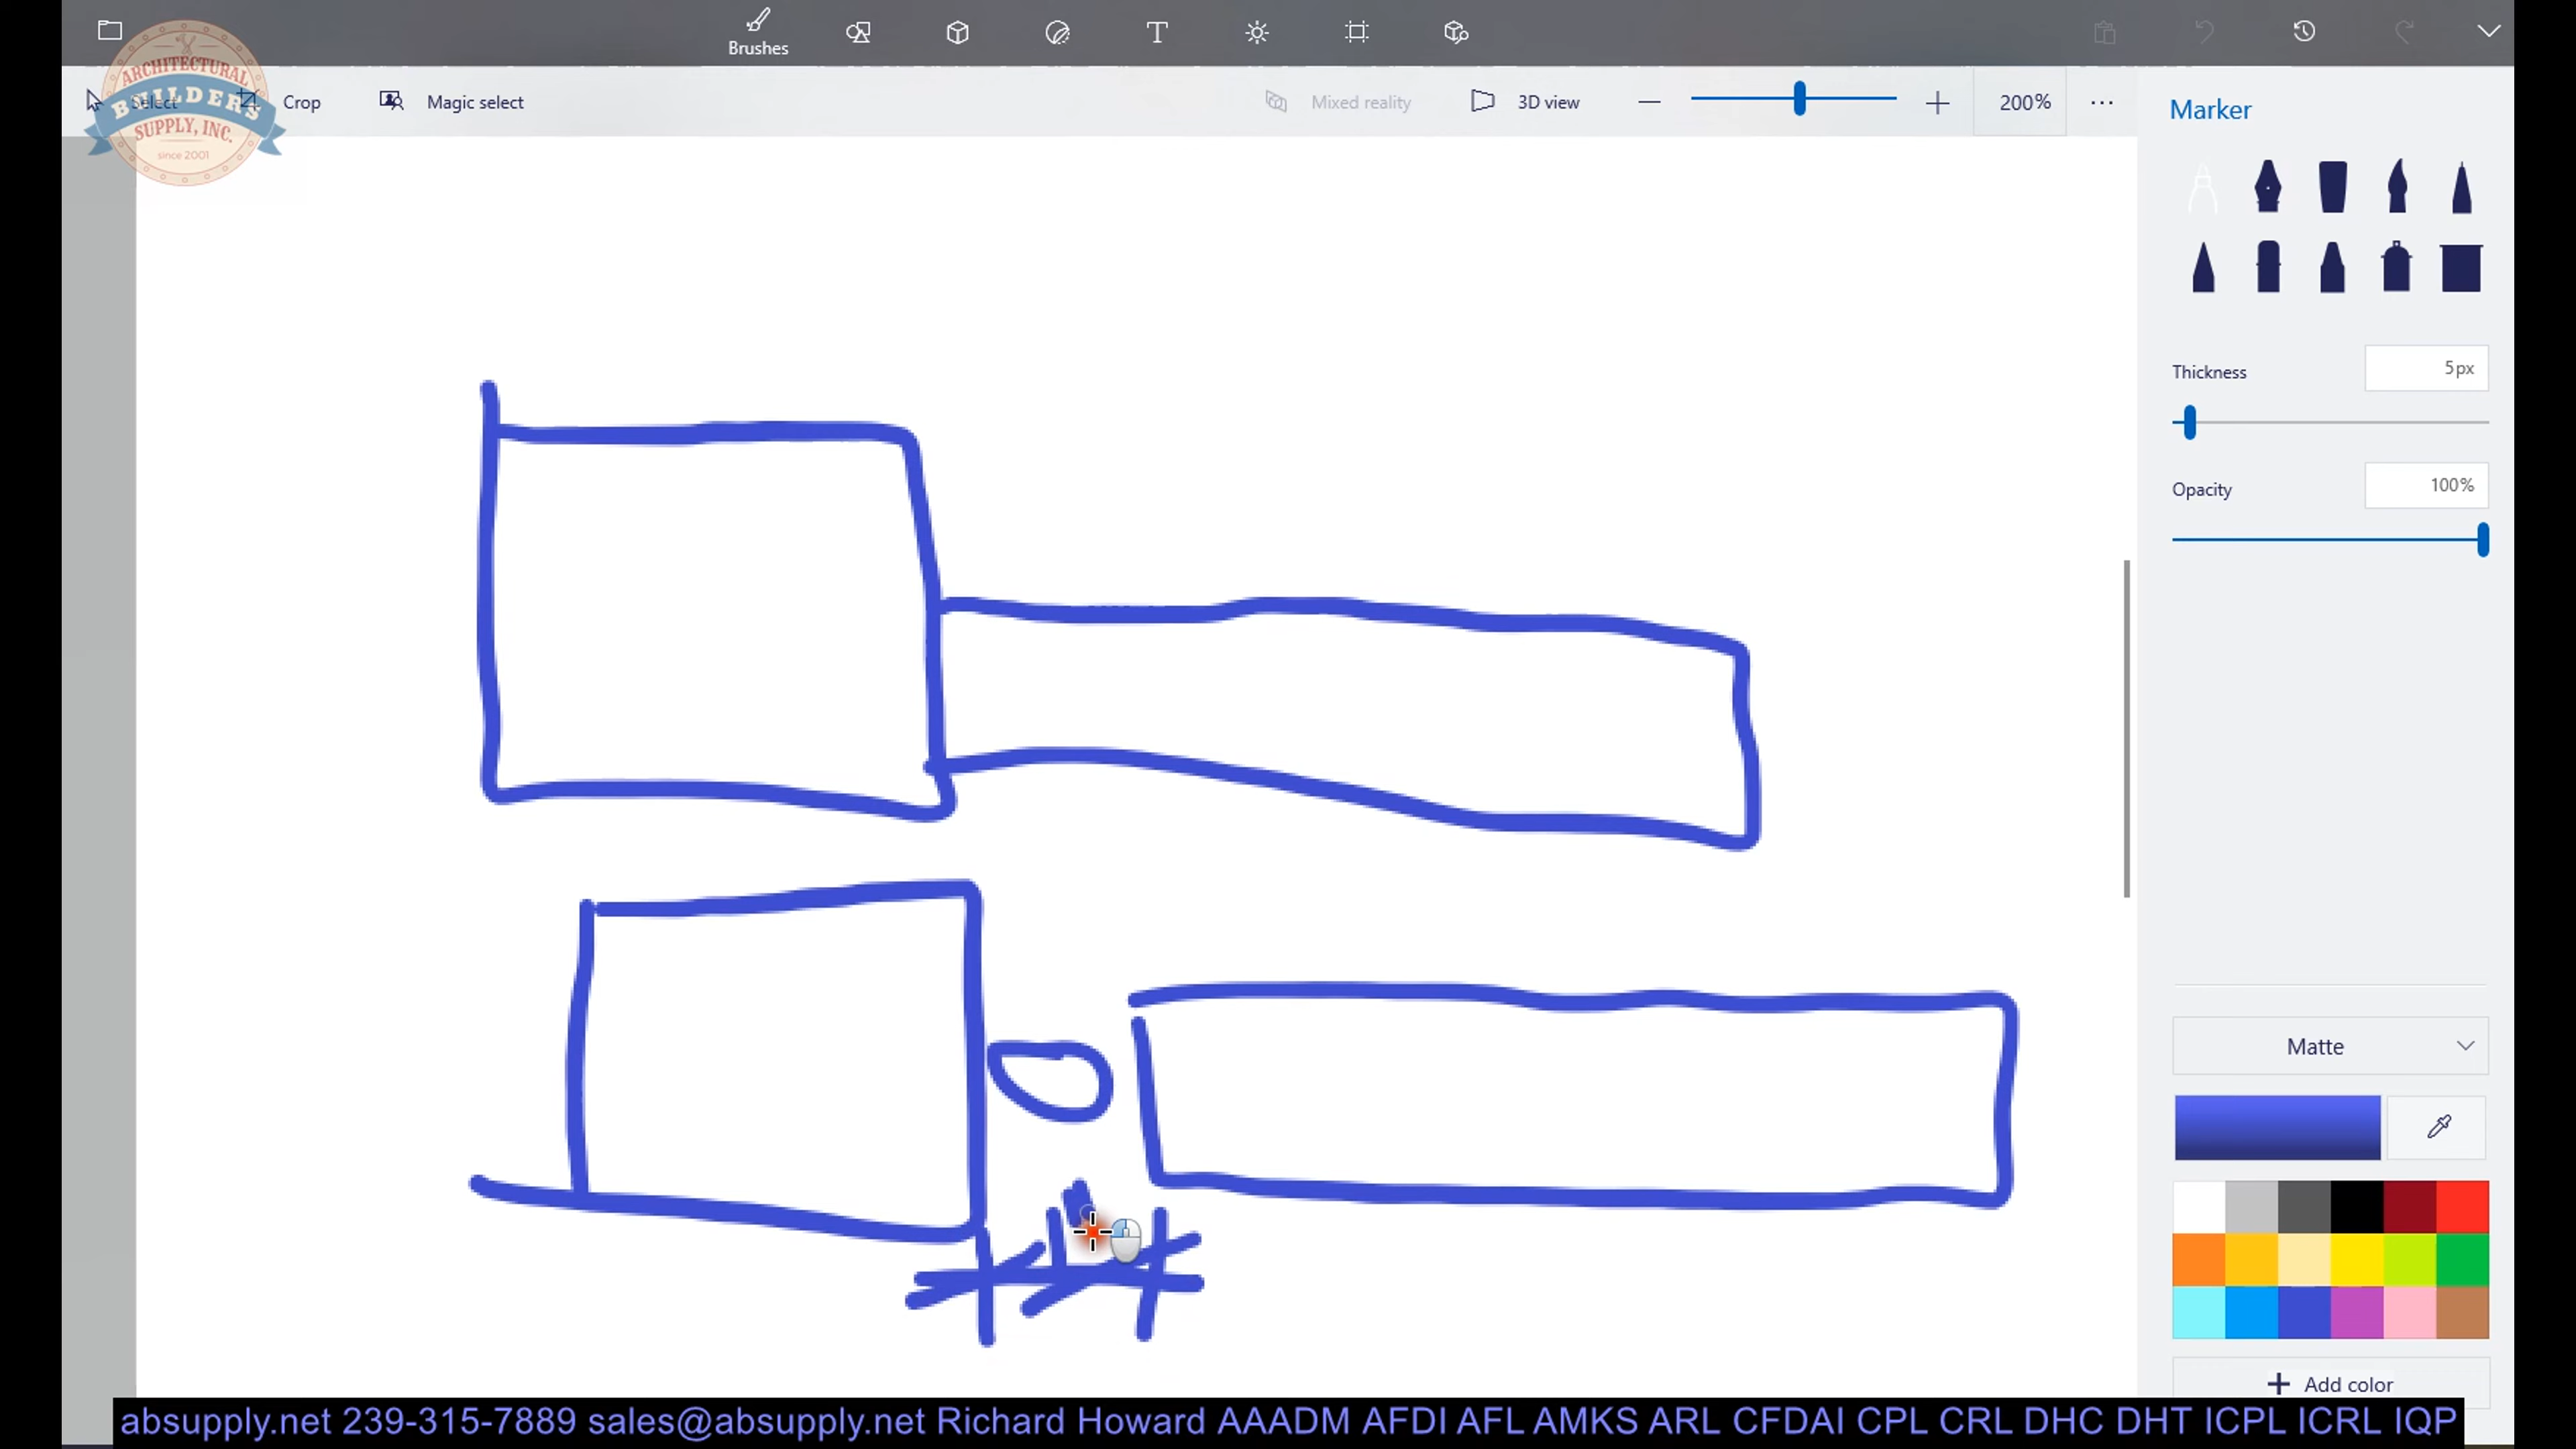 Brushes
Select
Crop
Magic select
Mixed reality
3D view
200%
Marker
ARCHITECTURAL
BUILDERS
SUPPLY, INC.
since 2001
Thickness
5px
Opacity
100%
Matte
Add color
absupply.net 239-315-7889 sales@absupply.net Richard Howard AAADM AFDI AFL AMKS ARL CFDAI CPL CRL DHC DHT ICPL ICRL IQP